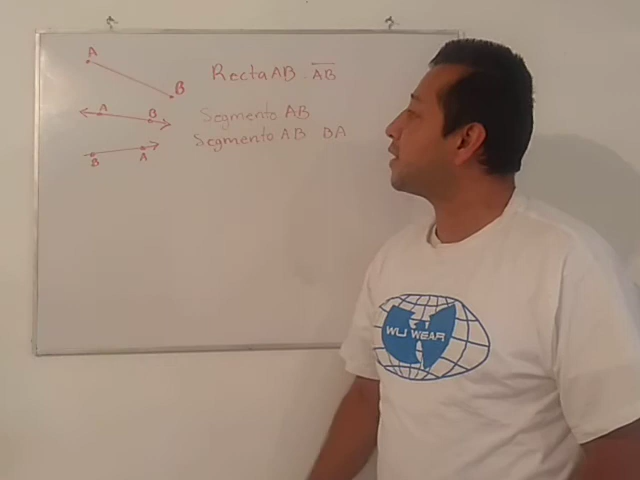 A
B
Recta AB . AB
A B
Segmento AB
Segmento AB BA
B A
WU WEAR